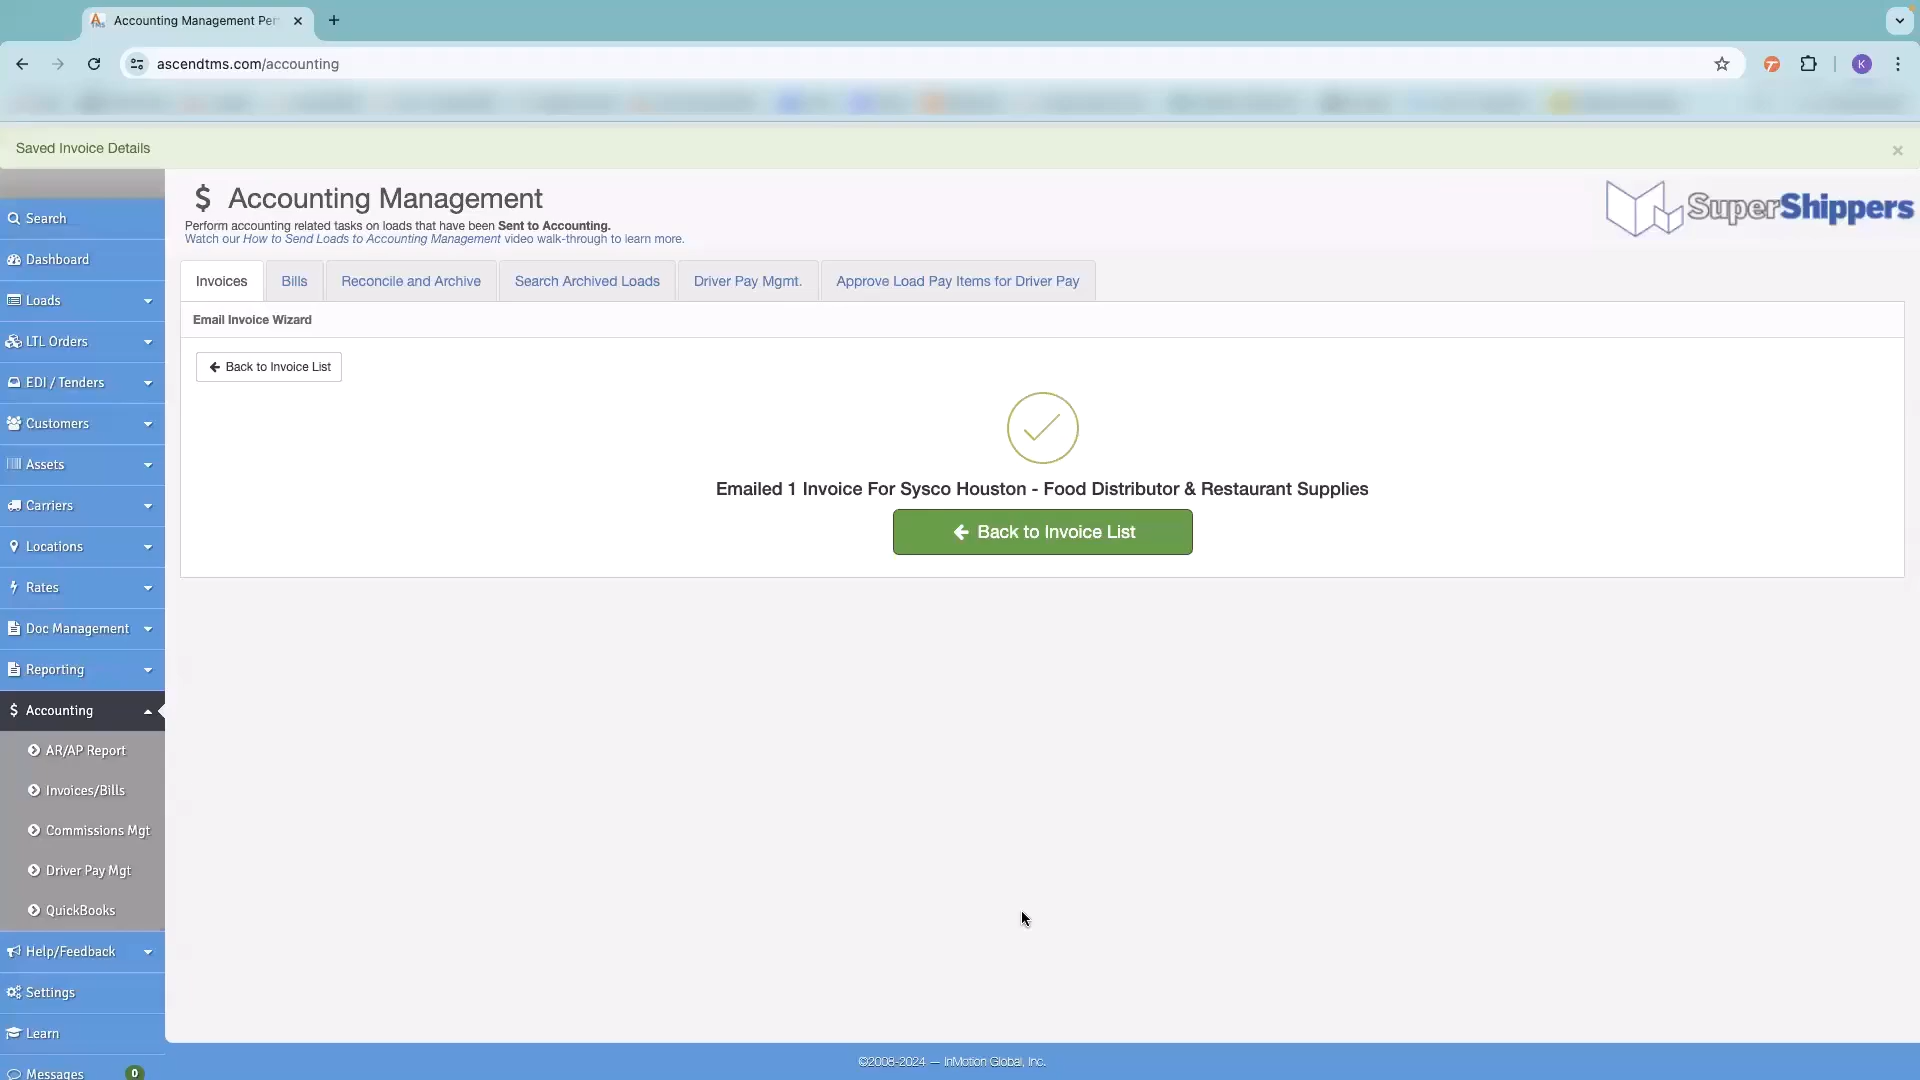 Accounting Management Per
ascendtms.com/accounting
K
Saved Invoice Details
×
$ Accounting Management
Perform accounting related tasks on loads that have been Sent to Accounting.
Watch our How to Send Loads to Accounting Management video walk-through to learn more.
SuperShippers
Search
Dashboard
Loads
LTL Orders
EDI / Tenders
Customers
Assets
Carriers
Locations
Rates
Doc Management
Reporting
$ Accounting
AR/AP Report
Invoices/Bills
Commissions Mgt
Driver Pay Mgt
QuickBooks
Help/Feedback
Settings
Learn
Messages 0
Invoices Bills Reconcile and Archive Search Archived Loads Driver Pay Mgmt. Approve Load Pay Items for Driver Pay
Email Invoice Wizard
Back to Invoice List
Emailed 1 Invoice For Sysco Houston - Food Distributor & Restaurant Supplies
Back to Invoice List
©2008-2024 — InMotion Global, Inc.